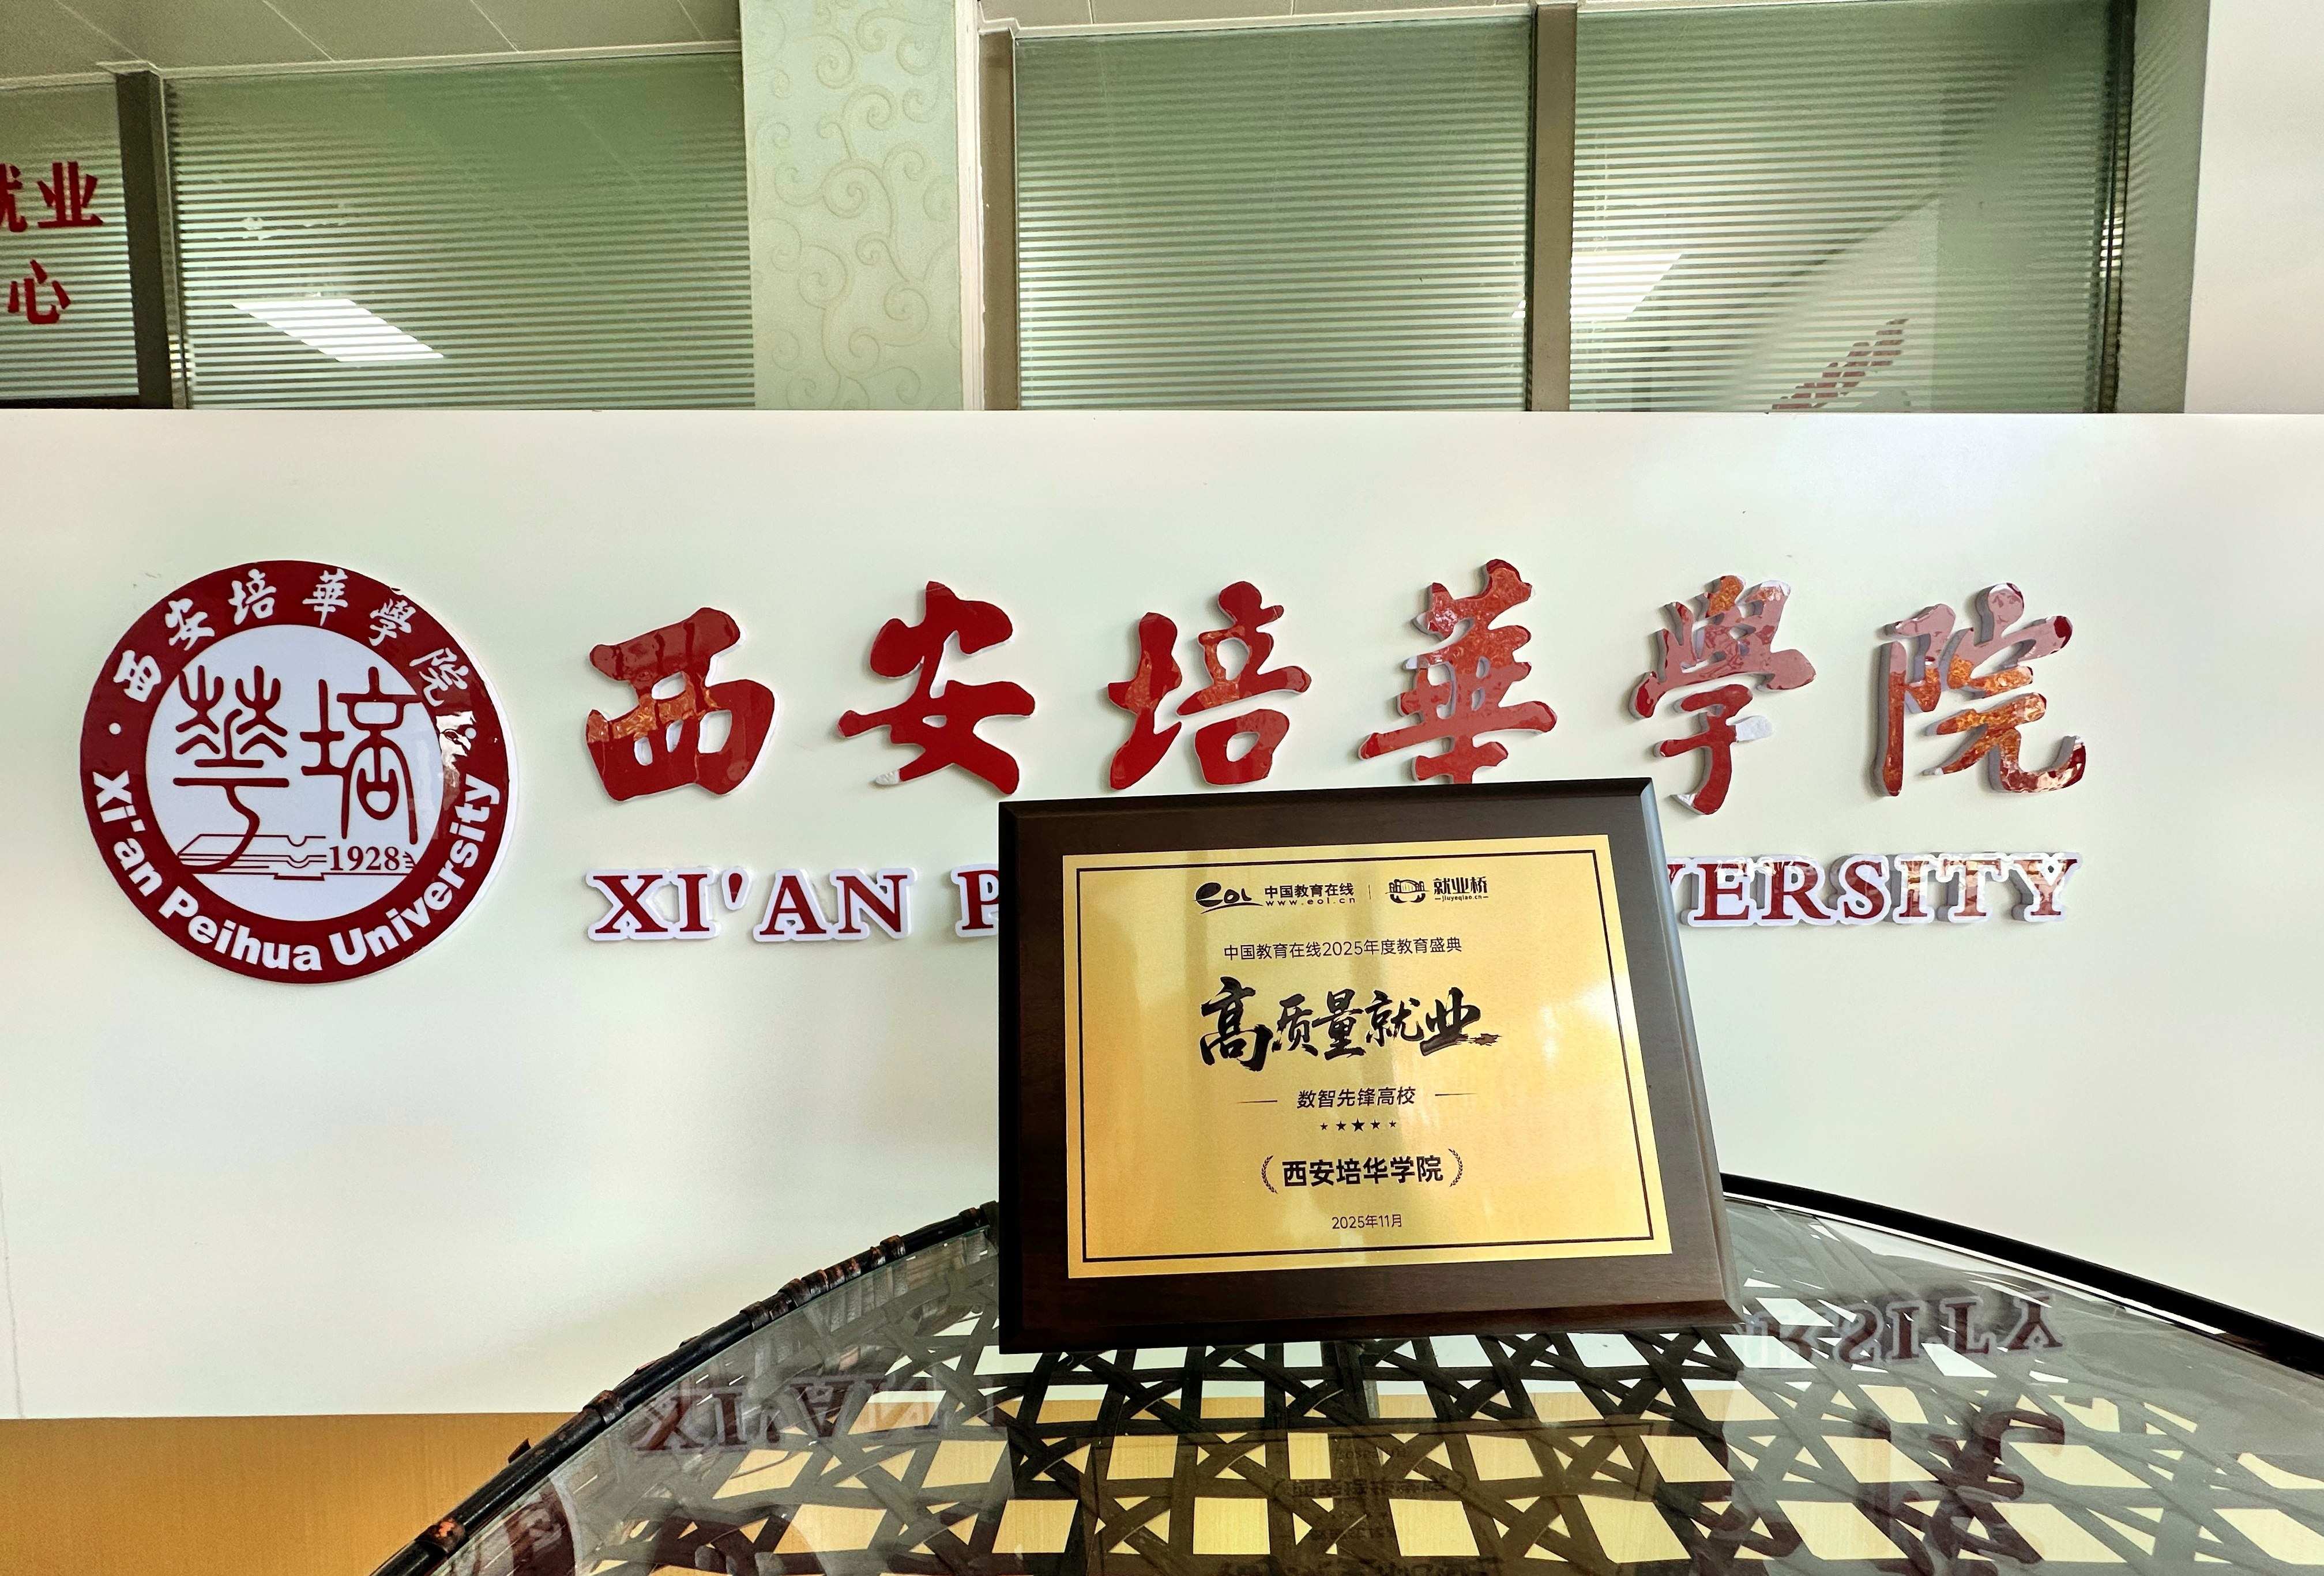 就业
心
西安培華學院
華培
1928
Xi'an Peihua University
西安培華學院
XI'AN P VERSITY
eol 中国教育在线 www.eol.cn 就业桥 jiuyeqiao.cn
中国教育在线2025年度教育盛典
高质量就业
数智先锋高校
西安培华学院
2025年11月